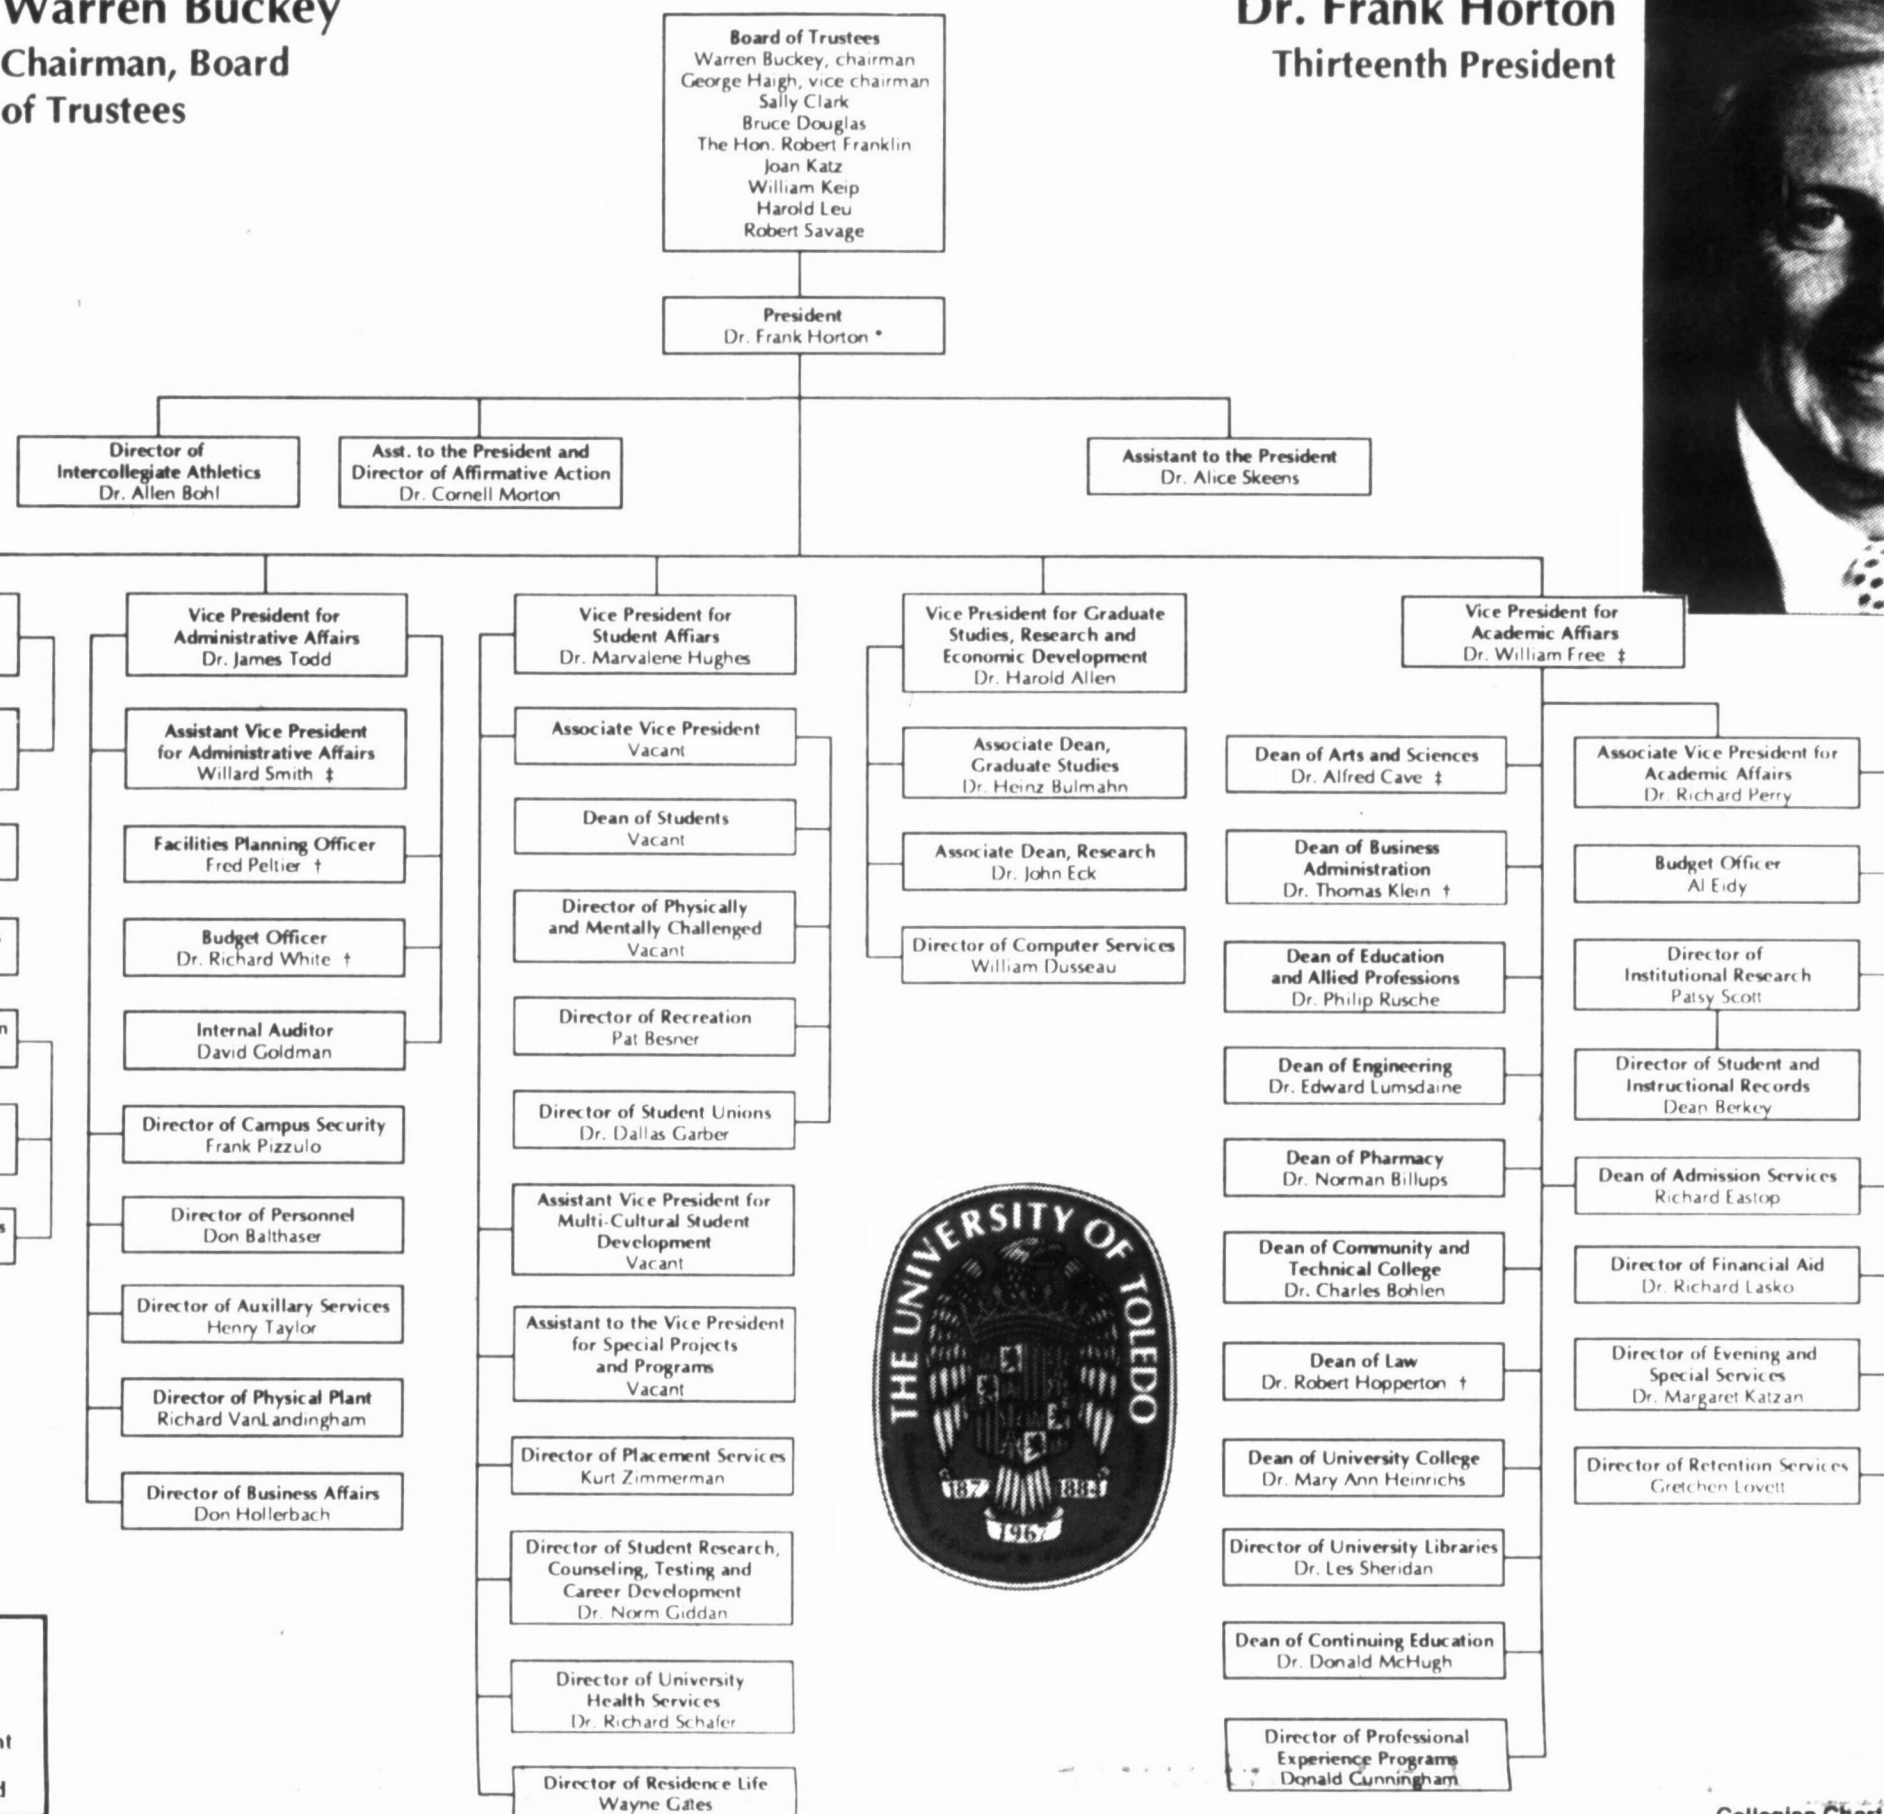 Warren Buckey
Chairman, Board
of Trustees
Dr. Frank Horton
Thirteenth President
Board of Trustees
Warren Buckey, chairman
George Haigh, vice chairman
Sally Clark
Bruce Douglas
The Hon. Robert Franklin
Joan Katz
William Keip
Harold Leu
Robert Savage
President
Dr. Frank Horton *
Director of
Intercollegiate Athletics
Dr. Allen Bohl
Asst. to the President and
Director of Affirmative Action
Dr. Cornell Morton
Assistant to the President
Dr. Alice Skeens
Vice President for
Administrative Affairs
Dr. James Todd
Assistant Vice President
for Administrative Affairs
Willard Smith ‡
Facilities Planning Officer
Fred Peltier †
Budget Officer
Dr. Richard White †
Internal Auditor
David Goldman
Director of Campus Security
Frank Pizzulo
Director of Personnel
Don Balthaser
Director of Auxillary Services
Henry Taylor
Director of Physical Plant
Richard VanLandingham
Director of Business Affairs
Don Hollerbach
Vice President for
Student Affiars
Dr. Marvalene Hughes
Associate Vice President
Vacant
Dean of Students
Vacant
Director of Physically
and Mentally Challenged
Vacant
Director of Recreation
Pat Besner
Director of Student Unions
Dr. Dallas Garber
Assistant Vice President for
Multi-Cultural Student
Development
Vacant
Assistant to the Vice President
for Special Projects
and Programs
Vacant
Director of Placement Services
Kurt Zimmerman
Director of Student Research,
Counseling, Testing and
Career Development
Dr. Norm Giddan
Director of University
Health Services
Dr. Richard Schafer
Director of Residence Life
Wayne Gates
Vice President for Graduate
Studies, Research and
Economic Development
Dr. Harold Allen
Associate Dean,
Graduate Studies
Dr. Heinz Bulmahn
Associate Dean, Research
Dr. John Eck
Director of Computer Services
William Dusseau
THE UNIVERSITY OF TOLEDO
187
1884
1967
Vice President for
Academic Affiars
Dr. William Free ‡
Dean of Arts and Sciences
Dr. Alfred Cave ‡
Dean of Business
Administration
Dr. Thomas Klein †
Dean of Education
and Allied Professions
Dr. Philip Rusche
Dean of Engineering
Dr. Edward Lumsdaine
Dean of Pharmacy
Dr. Norman Billups
Dean of Community and
Technical College
Dr. Charles Bohlen
Dean of Law
Dr. Robert Hopperton †
Dean of University College
Dr. Mary Ann Heinrichs
Director of University Libraries
Dr. Les Sheridan
Dean of Continuing Education
Dr. Donald McHugh
Director of Professional
Experience Programs
Donald Cunningham
Associate Vice President for
Academic Affairs
Dr. Richard Perry
Budget Officer
Al Eidy
Director of
Institutional Research
Patsy Scott
Director of Student and
Instructional Records
Dean Berkey
Dean of Admission Services
Richard Eastop
Director of Financial Aid
Dr. Richard Lasko
Director of Evening and
Special Services
Dr. Margaret Katzan
Director of Retention Services
Gretchen Lovett